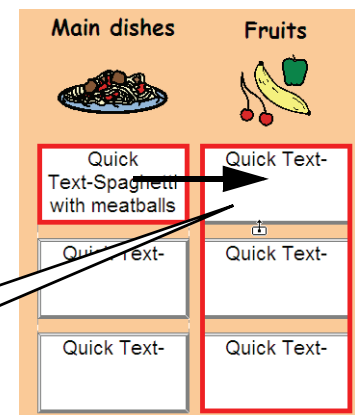 Main dishes Fruits
Quick
Text-Spaghetti
with meatballs
Quick Text-
Quick Text-
Quick Text-
Quick Text-
Quick Text-